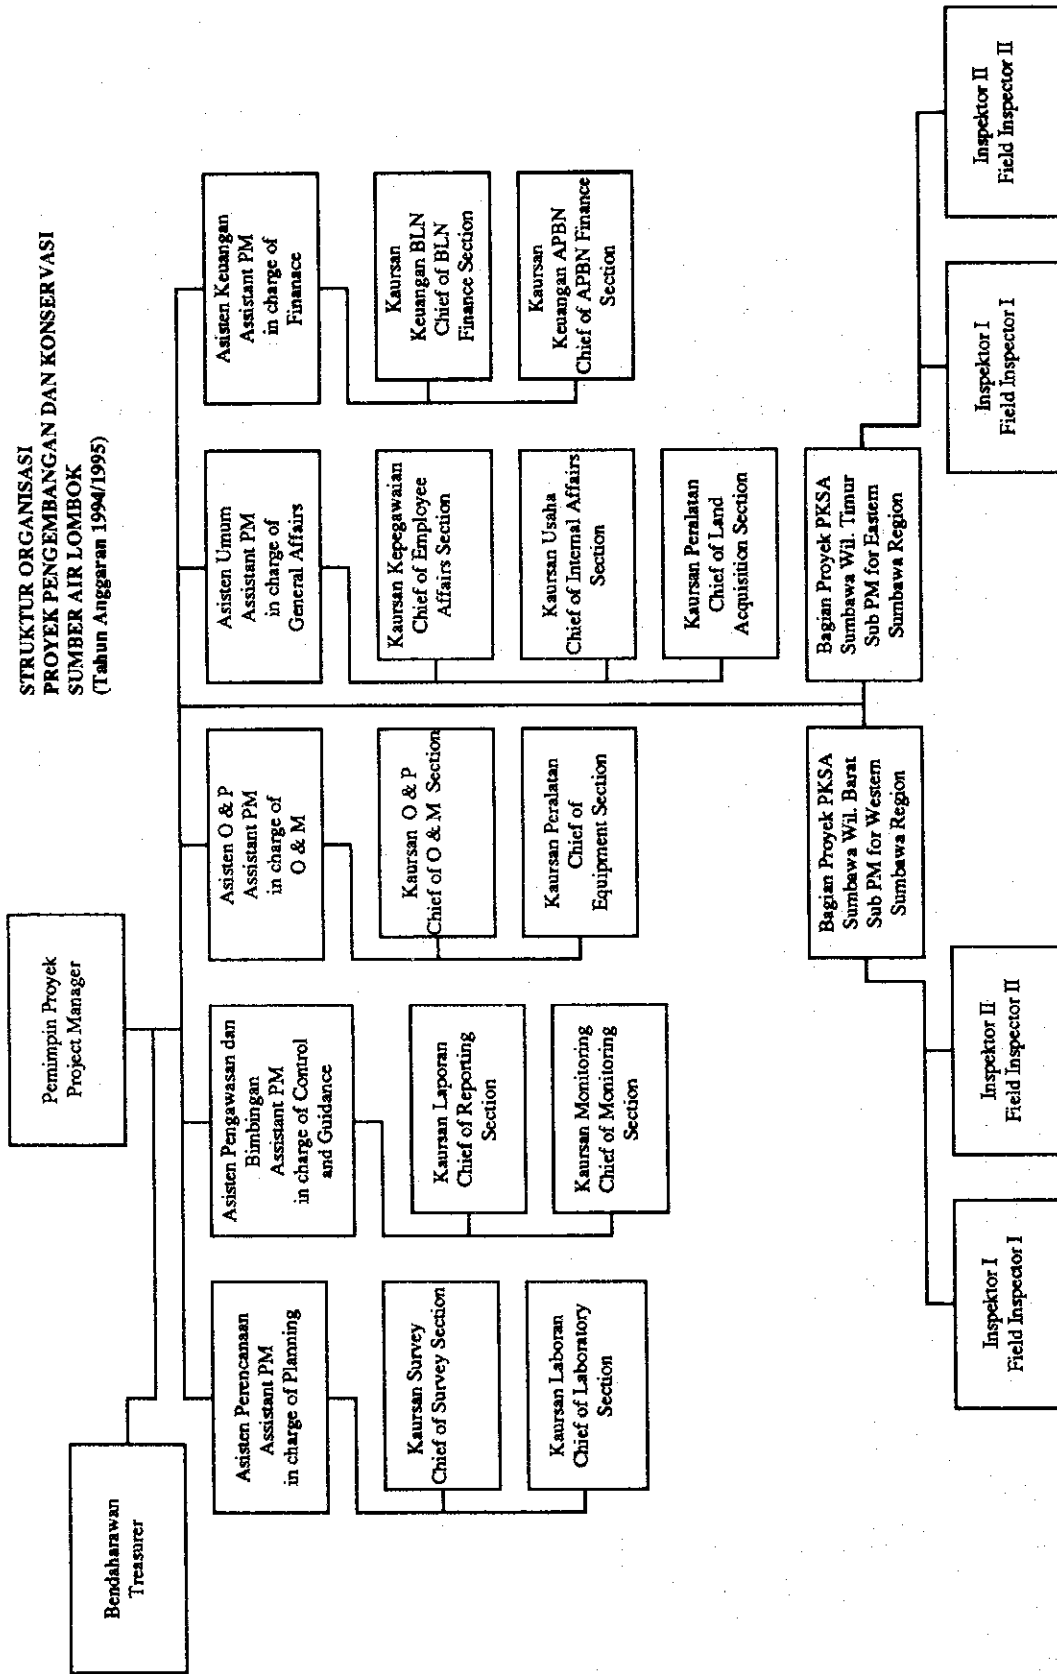 STRUKTUR ORGANISASI
PROYEK PENGEMBANGAN DAN KONSERVASI
SUMBER AIR LOMBOK
(Tahun Anggaran 1994/1995)
Pemimpin Proyek
Project Manager
Bendaharawan
Treasurer
Asisten Perencanaan
Assistant PM
in charge of Planning
Kaursan Survey
Chief of Survey Section
Kaursan Laboran
Chief of Laboratory
Section
Asisten Pengawasan dan
Bimbingan
Assistant PM
in charge of Control
and Guidance
Kaursan Laporan
Chief of Reporting
Section
Kaursan Monitoring
Chief of Monitoring
Section
Asisten O & P
Assistant PM
in charge of
O & M
Kaursan O & P
Chief of O & M Section
Kaursan Peralatan
Chief of
Equipment Section
Asisten Umum
Assistant PM
in charge of
General Affairs
Kaursan Kepegawaian
Chief of Employee
Affairs Section
Kaursan Usaha
Chief of Internal Affairs
Section
Kaursan Peralatan
Chief of Land
Acquisition Section
Asisten Keuangan
Assistant PM
in charge of
Finanace
Kaursan
Keuangan BLN
Chief of BLN
Finance Section
Kaursan
Keuangan APBN
Chief of APBN Finance
Section
Bagian Proyek PKSA
Sumbawa Wil. Barat
Sub PM for Western
Sumbawa Region
Bagian Proyek PKSA
Sumbawa Wil. Timur
Sub PM for Eastern
Sumbawa Region
Inspektor I
Field Inspector I
Inspektor II
Field Inspector II
Inspektor I
Field Inspector I
Inspektor II
Field Inspector II